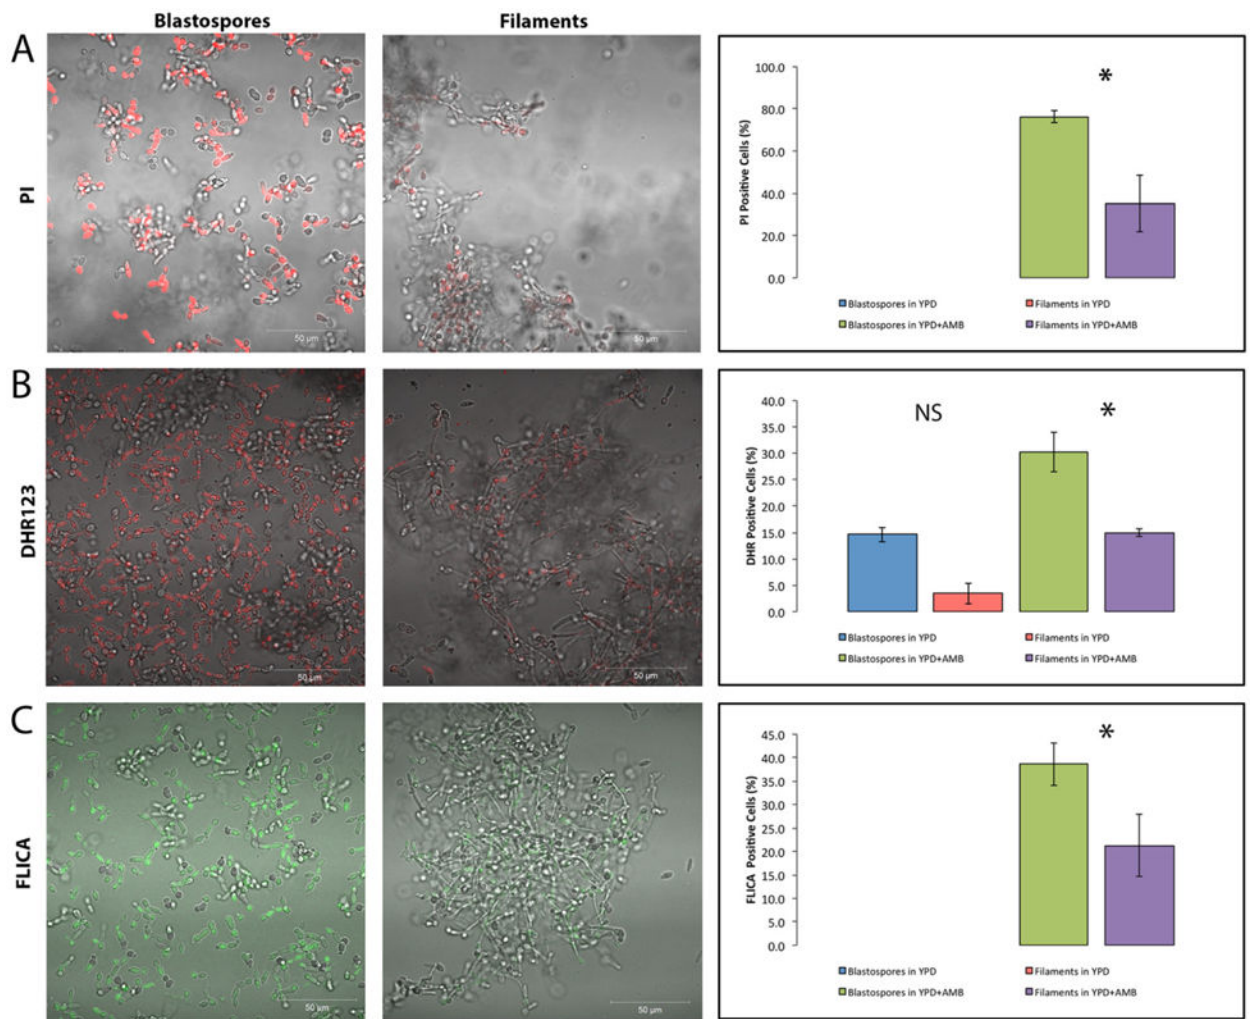 Blastospores
Filaments
A
PI
50 µm
50 µm
100.0
80.0
60.0
40.0
20.0
0.0
PI Positive Cells (%)
*
Blastospores in YPD
Filaments in YPD
Blastospores in YPD+AMB
Filaments in YPD+AMB
B
DHR123
50 µm
50 µm
40.0
35.0
30.0
25.0
20.0
15.0
10.0
5.0
0.0
DHR Positive Cells (%)
NS
*
Blastospores in YPD
Filaments in YPD
Blastospores in YPD+AMB
Filaments in YPD+AMB
C
FLICA
50 µm
50 µm
45.0
40.0
35.0
30.0
25.0
20.0
15.0
10.0
5.0
0.0
FLICA Positive Cells (%)
*
Blastospores in YPD
Filaments in YPD
Blastospores in YPD+AMB
Filaments in YPD+AMB